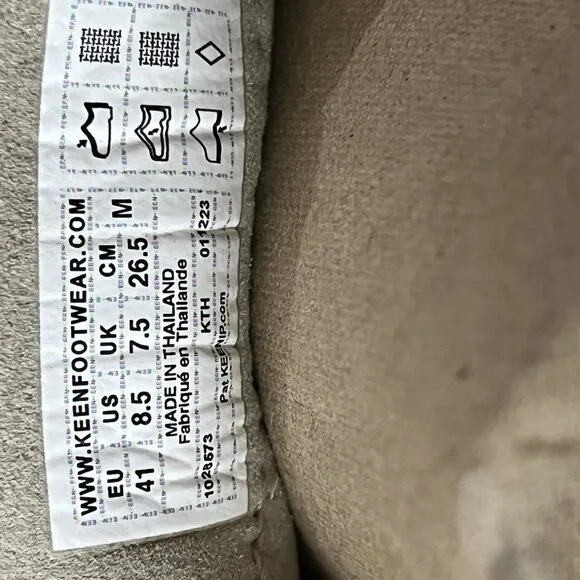 WWW.KEENFOOTWEAR.COM
EU US UK CM M
41 8.5 7.5 26.5
MADE IN THAILAND
Fabriqué en Thaïlande
1028573 KTH 011223
Pat KEENIP.com